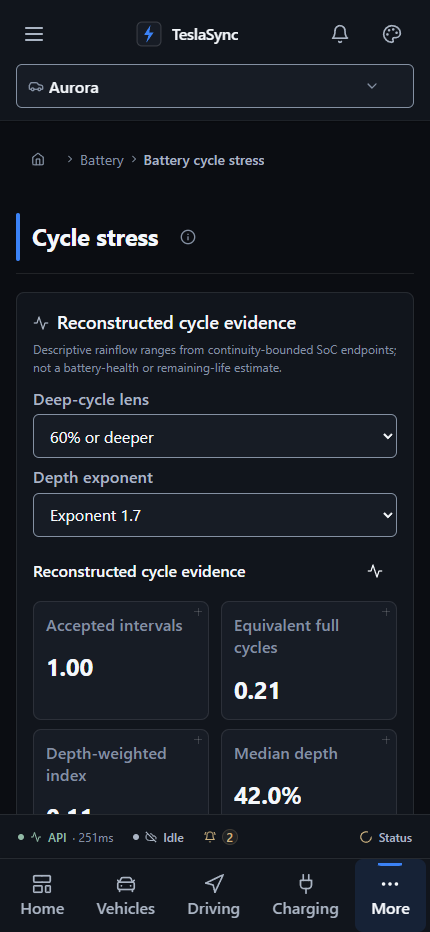 TeslaSync
Aurora
Battery
Battery cycle stress
Cycle stress
Reconstructed cycle evidence
Descriptive rainflow ranges from continuity-bounded SoC endpoints;
not a battery-health or remaining-life estimate.
Deep-cycle lens
60% or deeper
Depth exponent
Exponent 1.7
Reconstructed cycle evidence
Accepted intervals
1.00
Equivalent full
cycles
0.21
Depth-weighted
index
Median depth
42.0%
API · 251ms
Idle
2
Status
Home
Vehicles
Driving
Charging
More